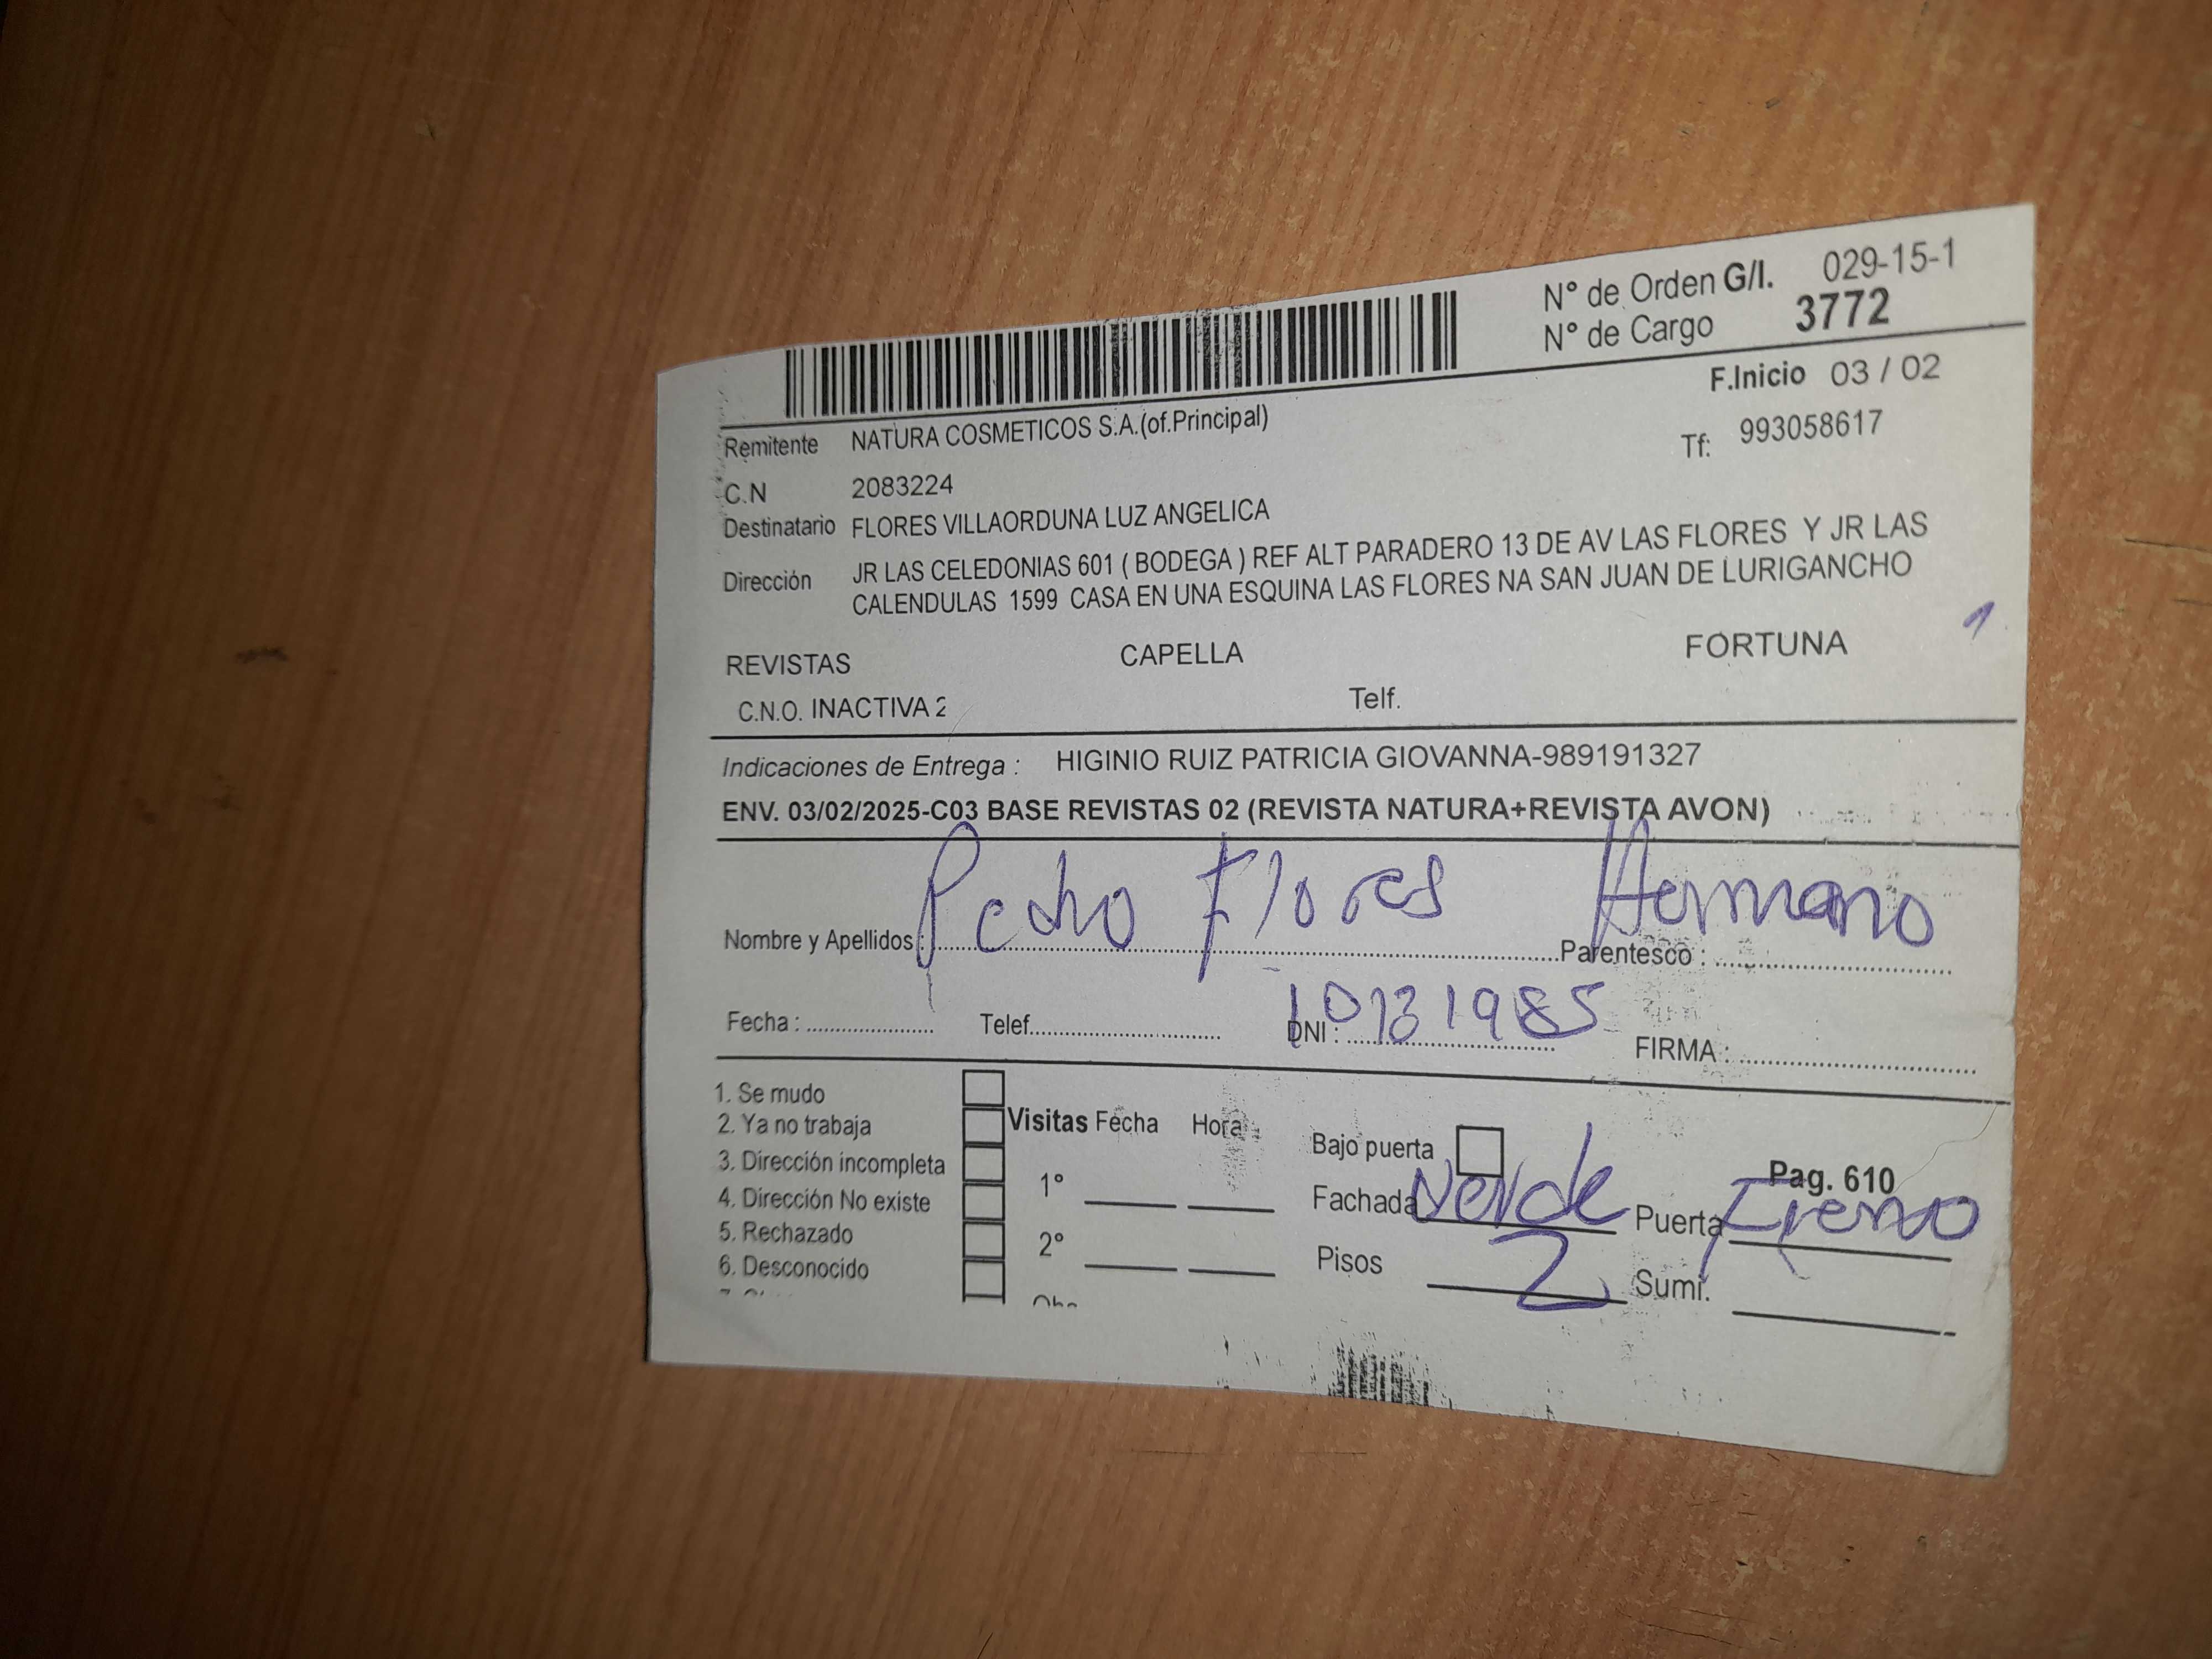 N° de Orden G/I. 029-15-1
N° de Cargo 3772
F.Inicio 03 / 02
Remitente NATURA COSMETICOS S.A.(of.Principal) Tf: 993058617
C.N 2083224
Destinatario FLORES VILLAORDUNA LUZ ANGELICA
Dirección JR LAS CELEDONIAS 601 ( BODEGA ) REF ALT PARADERO 13 DE AV LAS FLORES Y JR LAS
CALENDULAS 1599 CASA EN UNA ESQUINA LAS FLORES NA SAN JUAN DE LURIGANCHO
REVISTAS CAPELLA FORTUNA 1
C.N.O. INACTIVA 2 Telf.
Indicaciones de Entrega : HIGINIO RUIZ PATRICIA GIOVANNA-989191327
ENV. 03/02/2025-C03 BASE REVISTAS 02 (REVISTA NATURA+REVISTA AVON)
Nombre y Apellidos : Pedro Flores Parentesco : Hermano
Fecha : Telef. DNI : 10131985 FIRMA :
1. Se mudo
2. Ya no trabaja Visitas Fecha Hora Bajo puerta
3. Dirección incompleta Pag. 610
4. Dirección No existe 1° Fachada Verde Puerta
5. Rechazado
6. Desconocido 2° Pisos 2 Sumi.